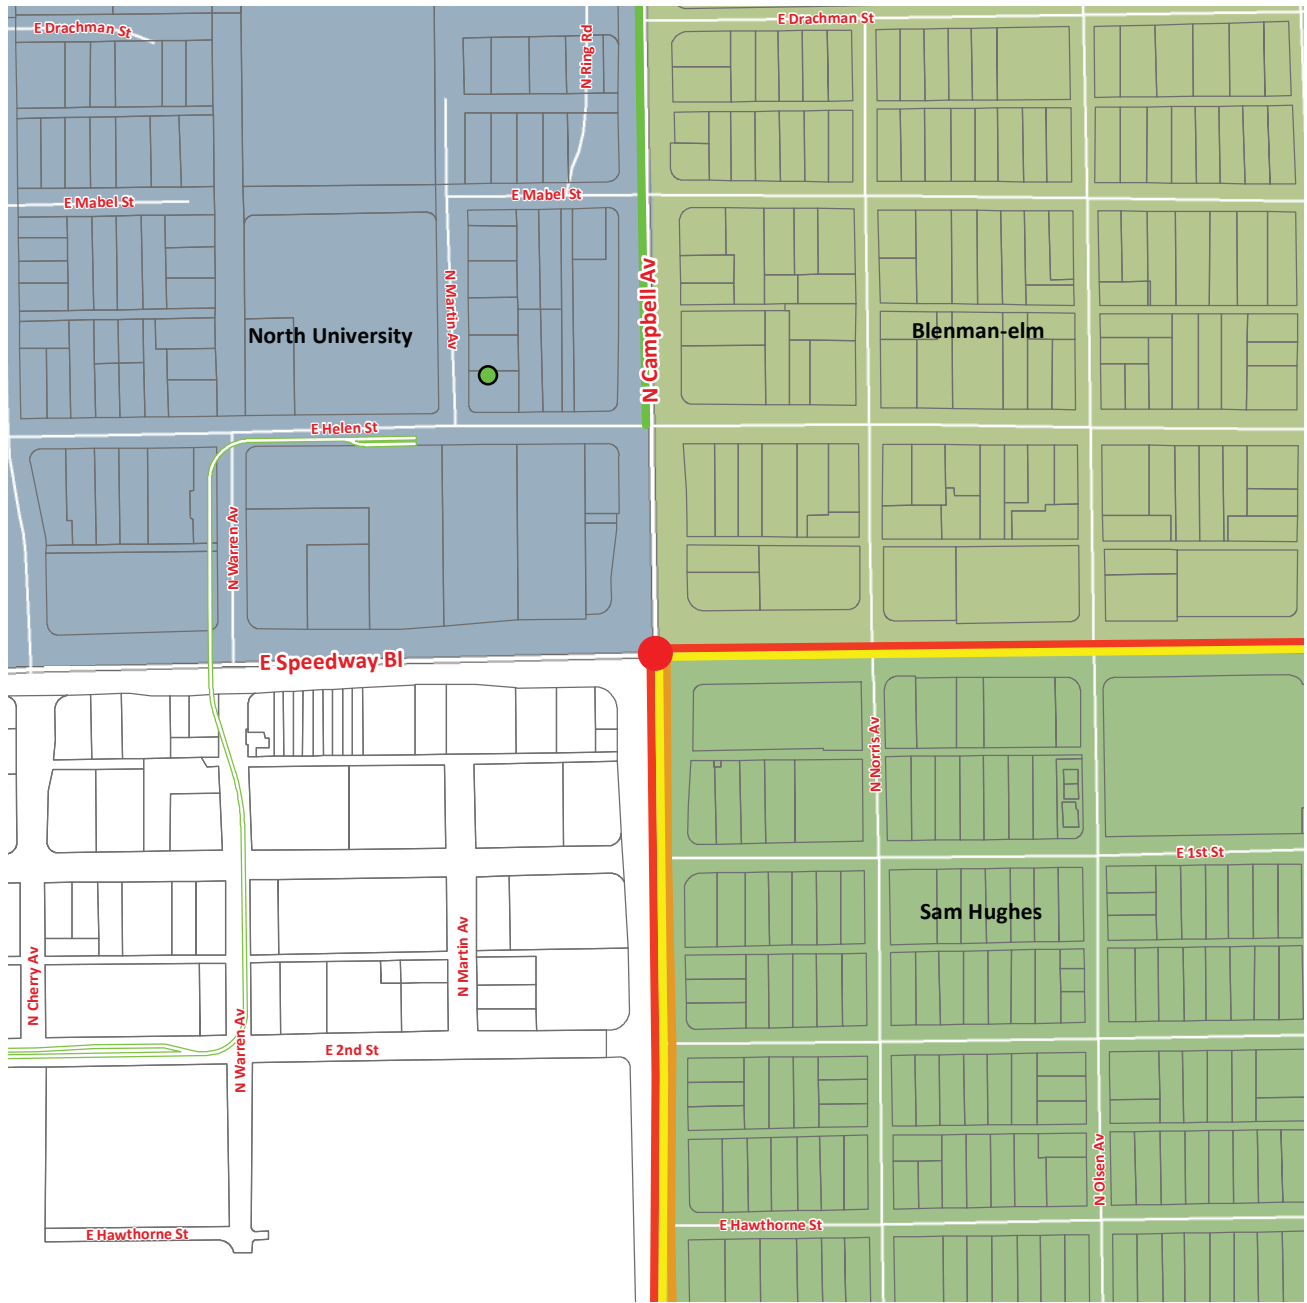 E Drachman St
E Drachman St
N Ring Rd
E Mabel St
E Mabel St
N Martin Av
N Campbell Av
North University
Blenman-elm
E Helen St
N Warren Av
E Speedway Bl
N Norris Av
E 1st St
Sam Hughes
N Cherry Av
N Martin Av
N Warren Av
E 2nd St
N Olsen Av
E Hawthorne St
E Hawthorne St